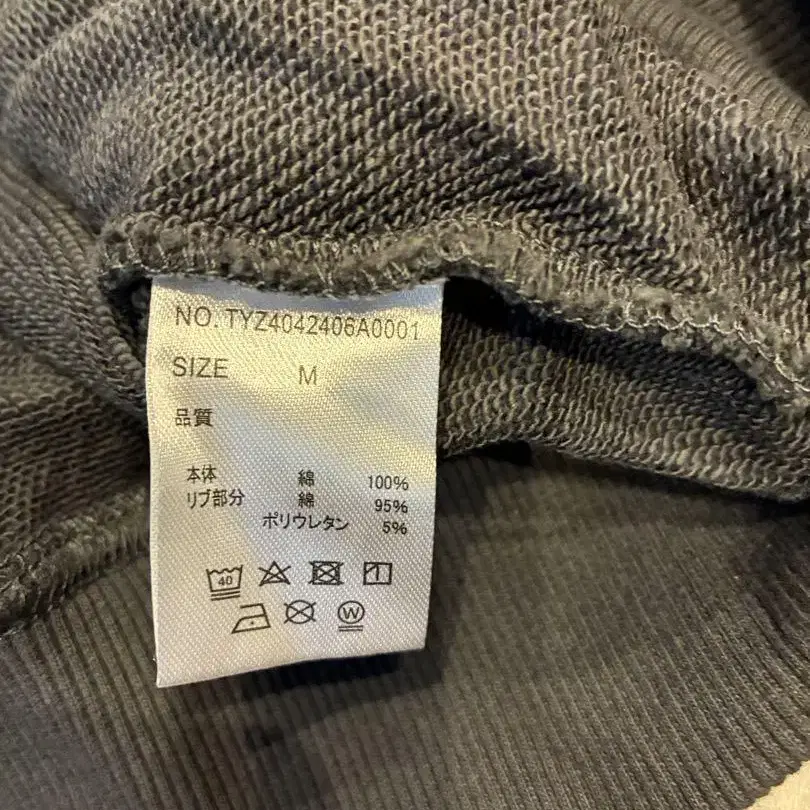 NO. TYZ4042406A0001
SIZE M
品質
本体 綿 100%
リブ部分 綿 95%
ポリウレタン 5%
40
W